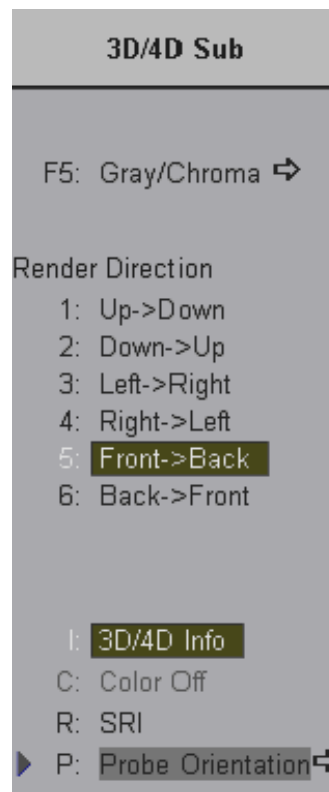 3D/4D Sub
F5: Gray/Chroma
Render Direction
1: Up->Down
2: Down->Up
3: Left->Right
4: Right->Left
5: Front->Back
6: Back->Front
I: 3D/4D Info
C: Color Off
R: SRI
P: Probe Orientation